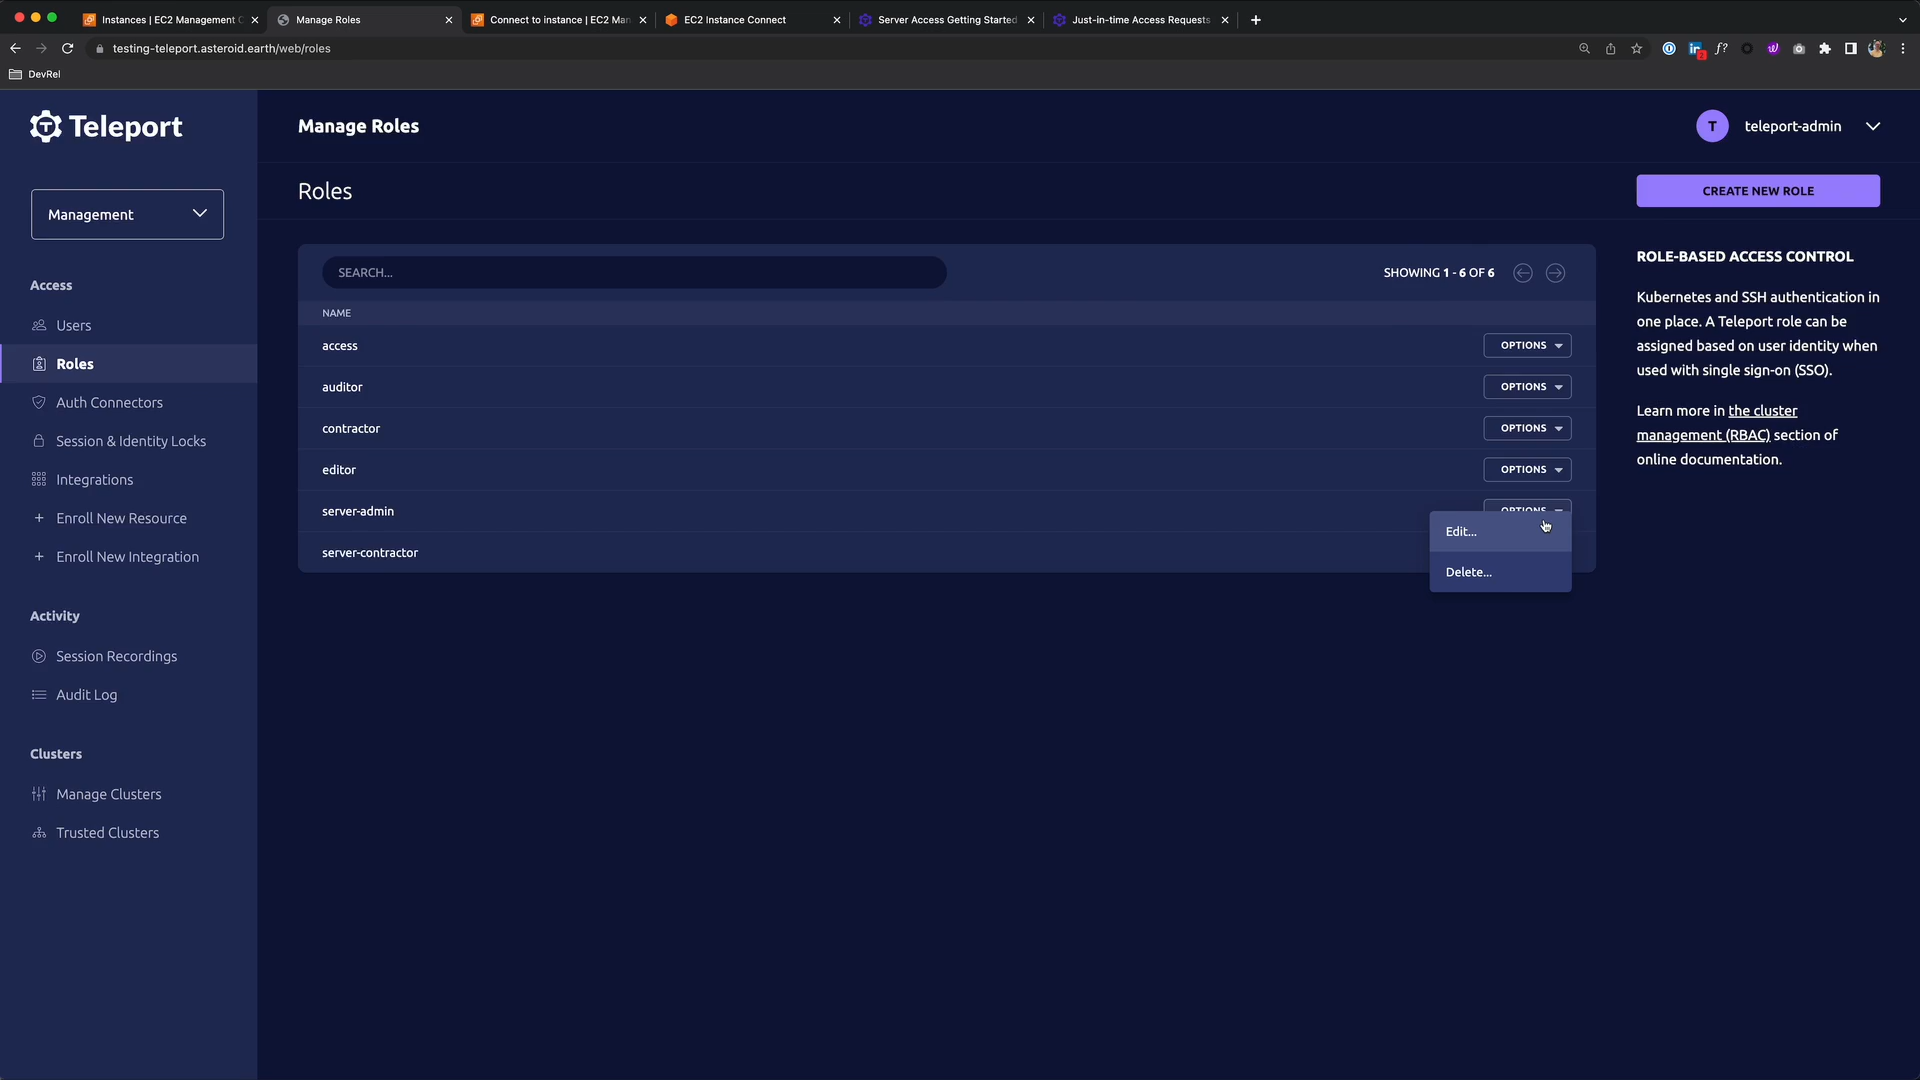 Instances | EC2 Management C
Manage Roles
Connect to instance | EC2 Man
EC2 Instance Connect
Server Access Getting Started
Just-in-time Access Requests
testing-teleport.asteroid.earth/web/roles
DevRel
Teleport
Manage Roles
T
teleport-admin
Management
Roles
CREATE NEW ROLE
Access
Users
Roles
Auth Connectors
Session & Identity Locks
Integrations
Enroll New Resource
Enroll New Integration
Activity
Session Recordings
Audit Log
Clusters
Manage Clusters
Trusted Clusters
SEARCH...
SHOWING 1 - 6 OF 6
NAME
access
OPTIONS
auditor
OPTIONS
contractor
OPTIONS
editor
OPTIONS
server-admin
OPTIONS
Edit...
server-contractor
Delete...
ROLE-BASED ACCESS CONTROL
Kubernetes and SSH authentication in
one place. A Teleport role can be
assigned based on user identity when
used with single sign-on (SSO).
Learn more in the cluster
management (RBAC) section of
online documentation.